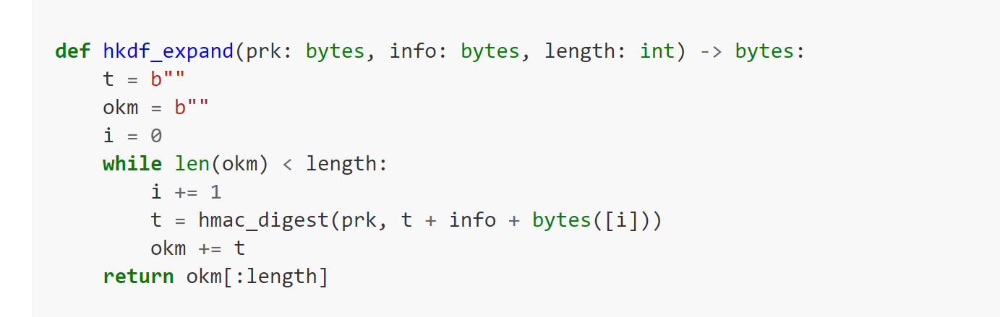 def hkdf_expand(prk: bytes, info: bytes, length: int) -> bytes:
    t = b""
    okm = b""
    i = 0
    while len(okm) < length:
        i += 1
        t = hmac_digest(prk, t + info + bytes([i]))
        okm += t
    return okm[:length]